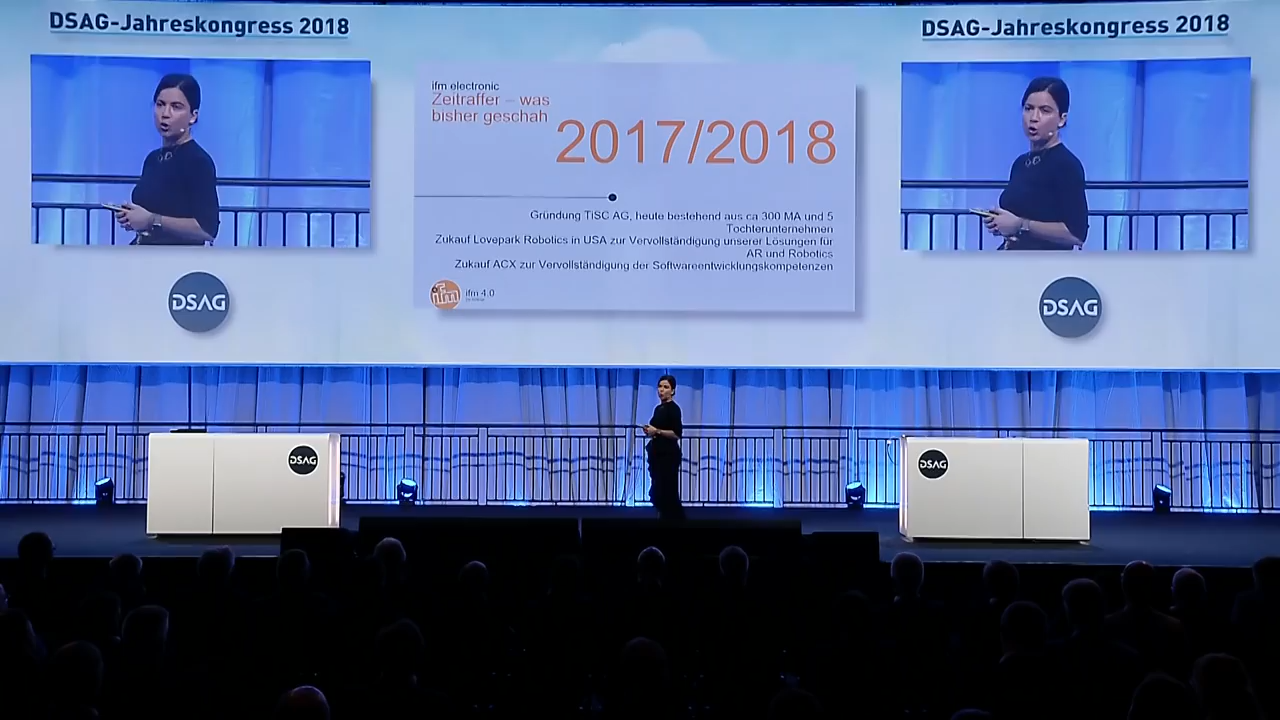 DSAG-Jahreskongress 2018
DSAG-Jahreskongress 2018
ifm electronic
Zeitraffer – was
bisher geschah
2017/2018
Gründung TiSC AG, heute bestehend aus ca 300 MA und 5
Tochterunternehmen
Zukauf Lovepark Robotics in USA zur Vervollständigung unserer Lösungen für
AR und Robotics
Zukauf ACX zur Vervollständigung der Softwareentwicklungskompetenzen
ifm
ifm 4.0
DSAG
DSAG
DSAG
DSAG